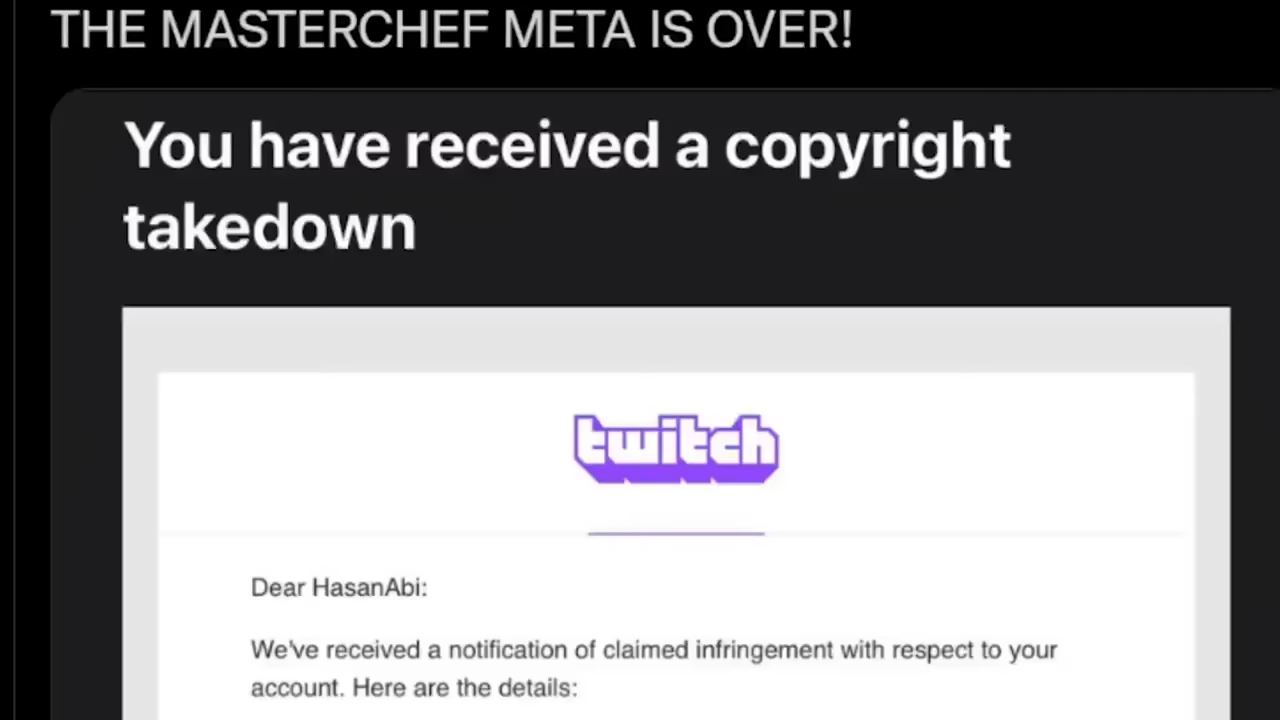 THE MASTERCHEF META IS OVER!
You have received a copyright
takedown
twitch
Dear HasanAbi:
We've received a notification of claimed infringement with respect to your
account. Here are the details: